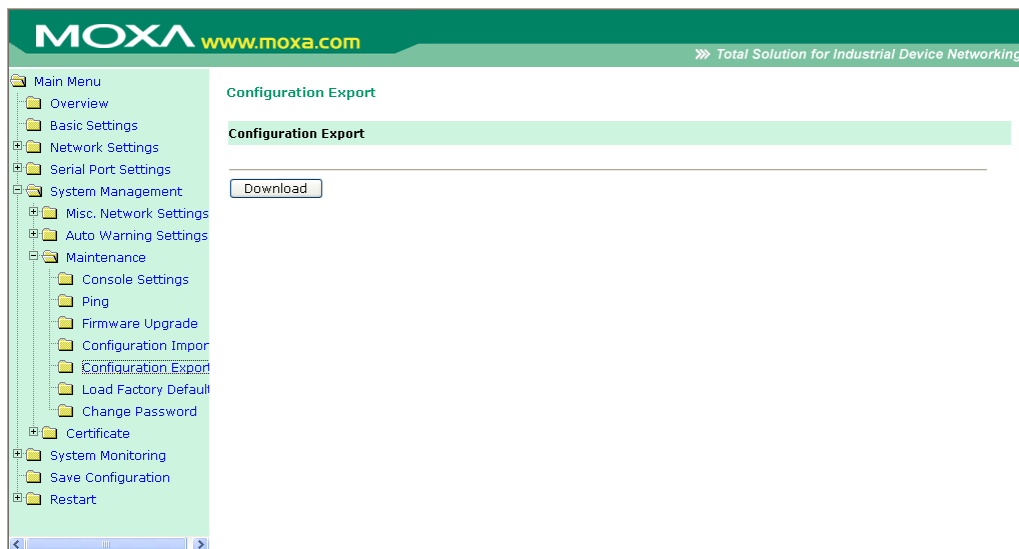 MOXA www.moxa.com
Total Solution for Industrial Device Networking
Main Menu
Overview
Basic Settings
Network Settings
Serial Port Settings
System Management
Misc. Network Settings
Auto Warning Settings
Maintenance
Console Settings
Ping
Firmware Upgrade
Configuration Impor
Configuration Export
Load Factory Default
Change Password
Certificate
System Monitoring
Save Configuration
Restart
Configuration Export
Configuration Export
Download